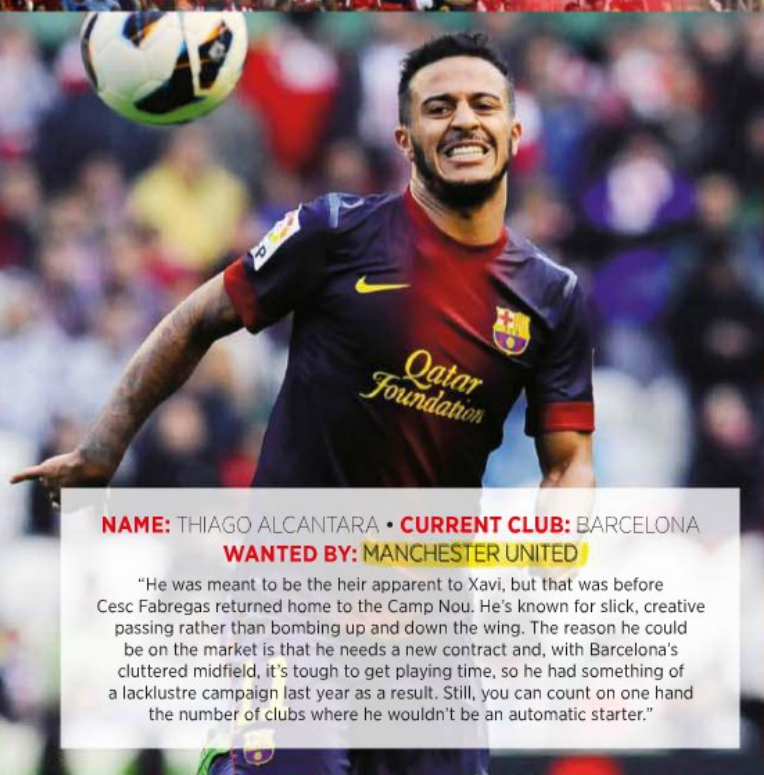 Qatar
Foundation
NAME: THIAGO ALCANTARA • CURRENT CLUB: BARCELONA
WANTED BY: MANCHESTER UNITED
“He was meant to be the heir apparent to Xavi, but that was before
Cesc Fabregas returned home to the Camp Nou. He’s known for slick, creative
passing rather than bombing up and down the wing. The reason he could
be on the market is that he needs a new contract and, with Barcelona’s
cluttered midfield, it’s tough to get playing time, so he had something of
a lacklustre campaign last year as a result. Still, you can count on one hand
the number of clubs where he wouldn’t be an automatic starter.”